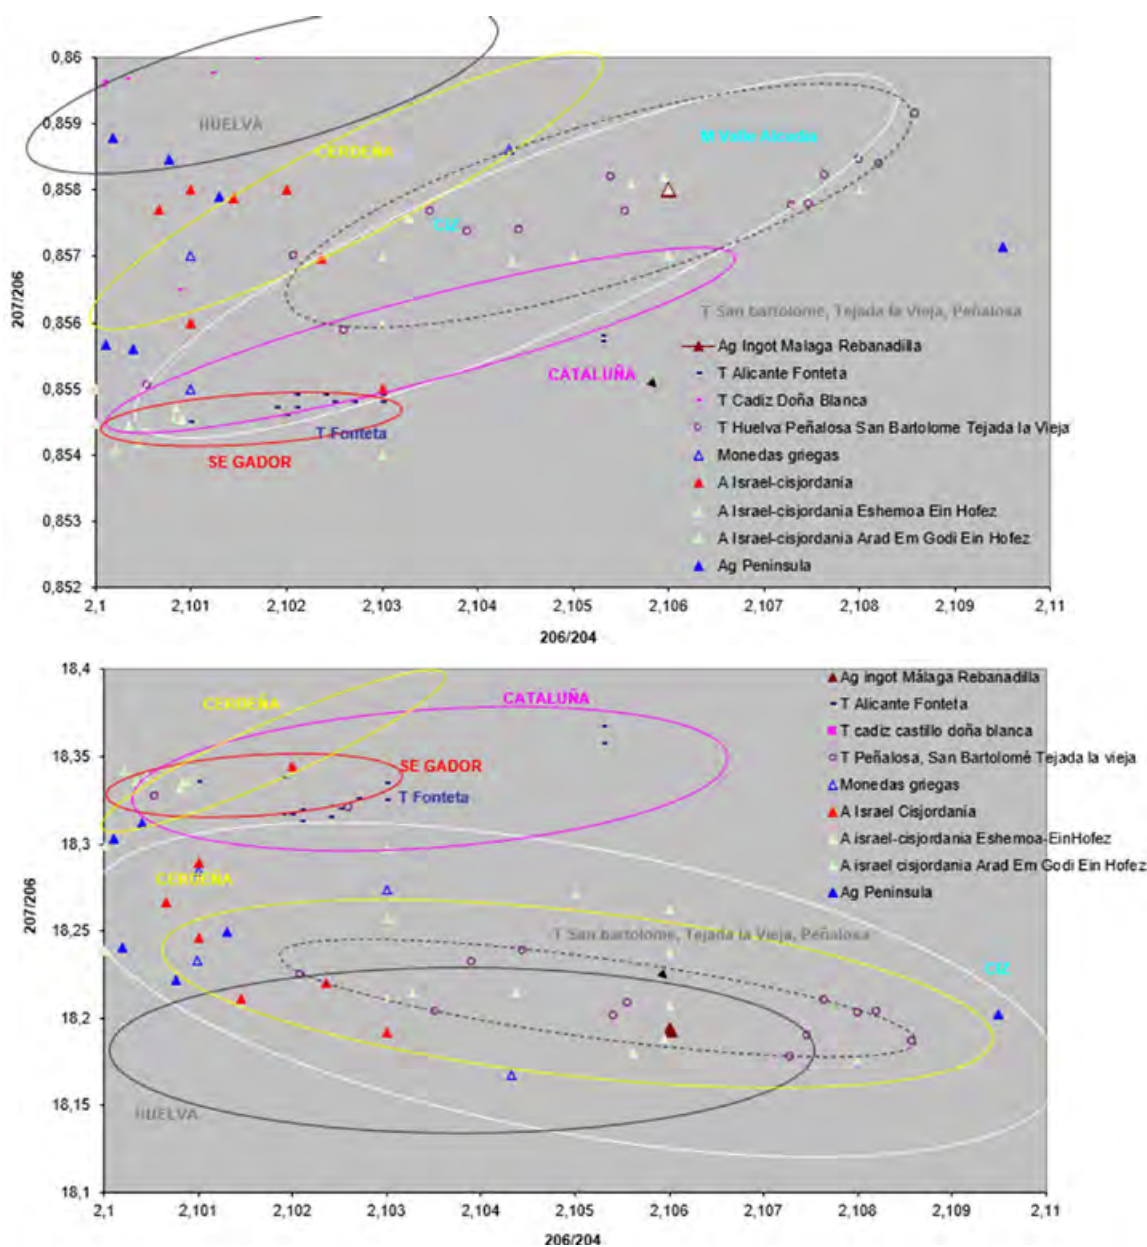 0,86
0,859
0,858
0,857
0,856
0,855
0,854
0,853
0,852
207/206
2,1
2,101
2,102
2,103
2,104
2,105
2,106
2,107
2,108
2,109
2,11
206/204
HUELVA
CERDEÑA
M Valle Alcudia
CIZ
T San bartolome, Tejada la Vieja, Peñalosa
CATALUÑA
T Fonteta
SE GADOR
Ag Ingot Malaga Rebanadilla
T Alicante Fonteta
T Cadiz Doña Blanca
T Huelva Peñalosa San Bartolome Tejada la Vieja
Monedas griegas
A Israel-cisjordania
A Israel-cisjordania Eshemoa Ein Hofez
A Israel-cisjordania Arad Em Godi Ein Hofez
Ag Peninsula
18,4
18,35
18,3
18,25
18,2
18,15
18,1
207/206
2,1
2,101
2,102
2,103
2,104
2,105
2,106
2,107
2,108
2,109
2,11
206/204
CERDEÑA
CATALUÑA
SE GADOR
T Fonteta
CERDEÑA
T San bartolome, Tejada la Vieja, Peñalosa
CIZ
HUELVA
Ag ingot Málaga Rebanadilla
T Alicante Fonteta
T cadiz castillo doña blanca
T Peñalosa, San Bartolomé Tejada la vieja
Monedas griegas
A Israel Cisjordania
A israel-cisjordania Eshemoa-EinHofez
A israel cisjordania Arad Em Godi Ein Hofez
Ag Peninsula